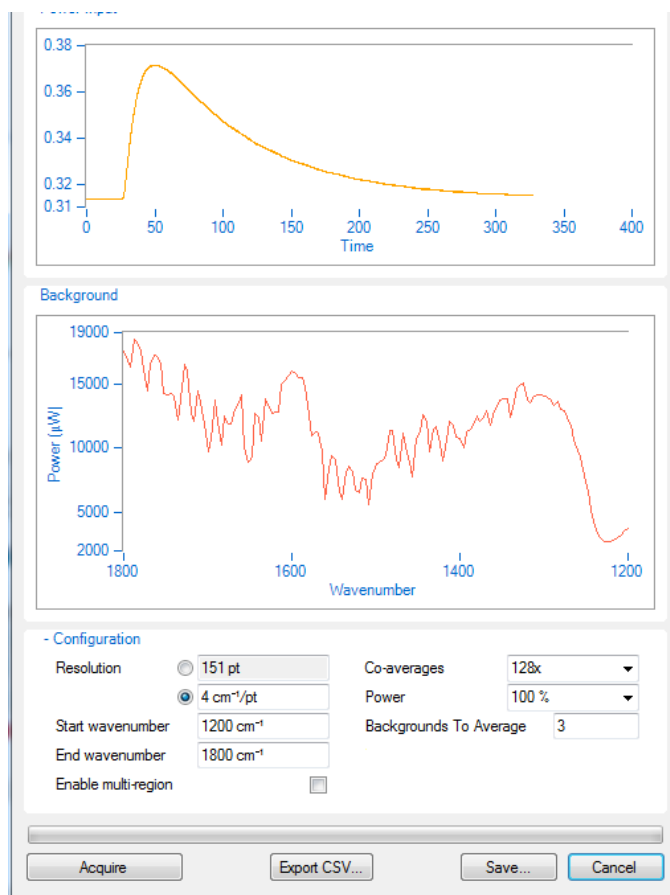 Power Input
0.38
0.36
0.34
0.32
0.31
0 50 100 150 200 250 300 350 400
Time
Background
19000
15000
10000
5000
2000
Power (µW)
1800 1600 1400 1200
Wavenumber
- Configuration
Resolution 151 pt Co-averages 128x
4 cm⁻¹/pt Power 100 %
Start wavenumber 1200 cm⁻¹ Backgrounds To Average 3
End wavenumber 1800 cm⁻¹
Enable multi-region
Acquire Export CSV... Save... Cancel